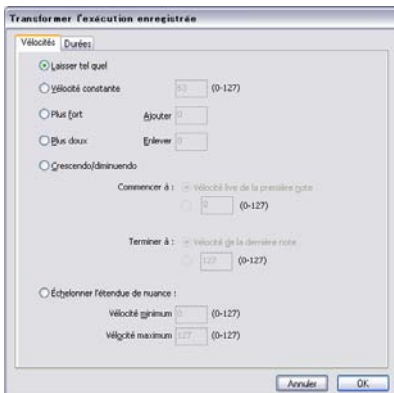 Transformer l'exécution enregistrée
Vélocités Durées
Laisser tel quel
Vélocité constante 63 (0-127)
Plus fort Ajouter 0
Plus doux Enlever 0
Crescendo/diminuendo
Commencer à : Vélocité live de la première note
0 (0-127)
Terminer à : Vélocité de la dernière note
127 (0-127)
Échelonner l'étendue de nuance :
Vélocité minimum 0 (0-127)
Vélocité maximum 127 (0-127)
Annuler OK